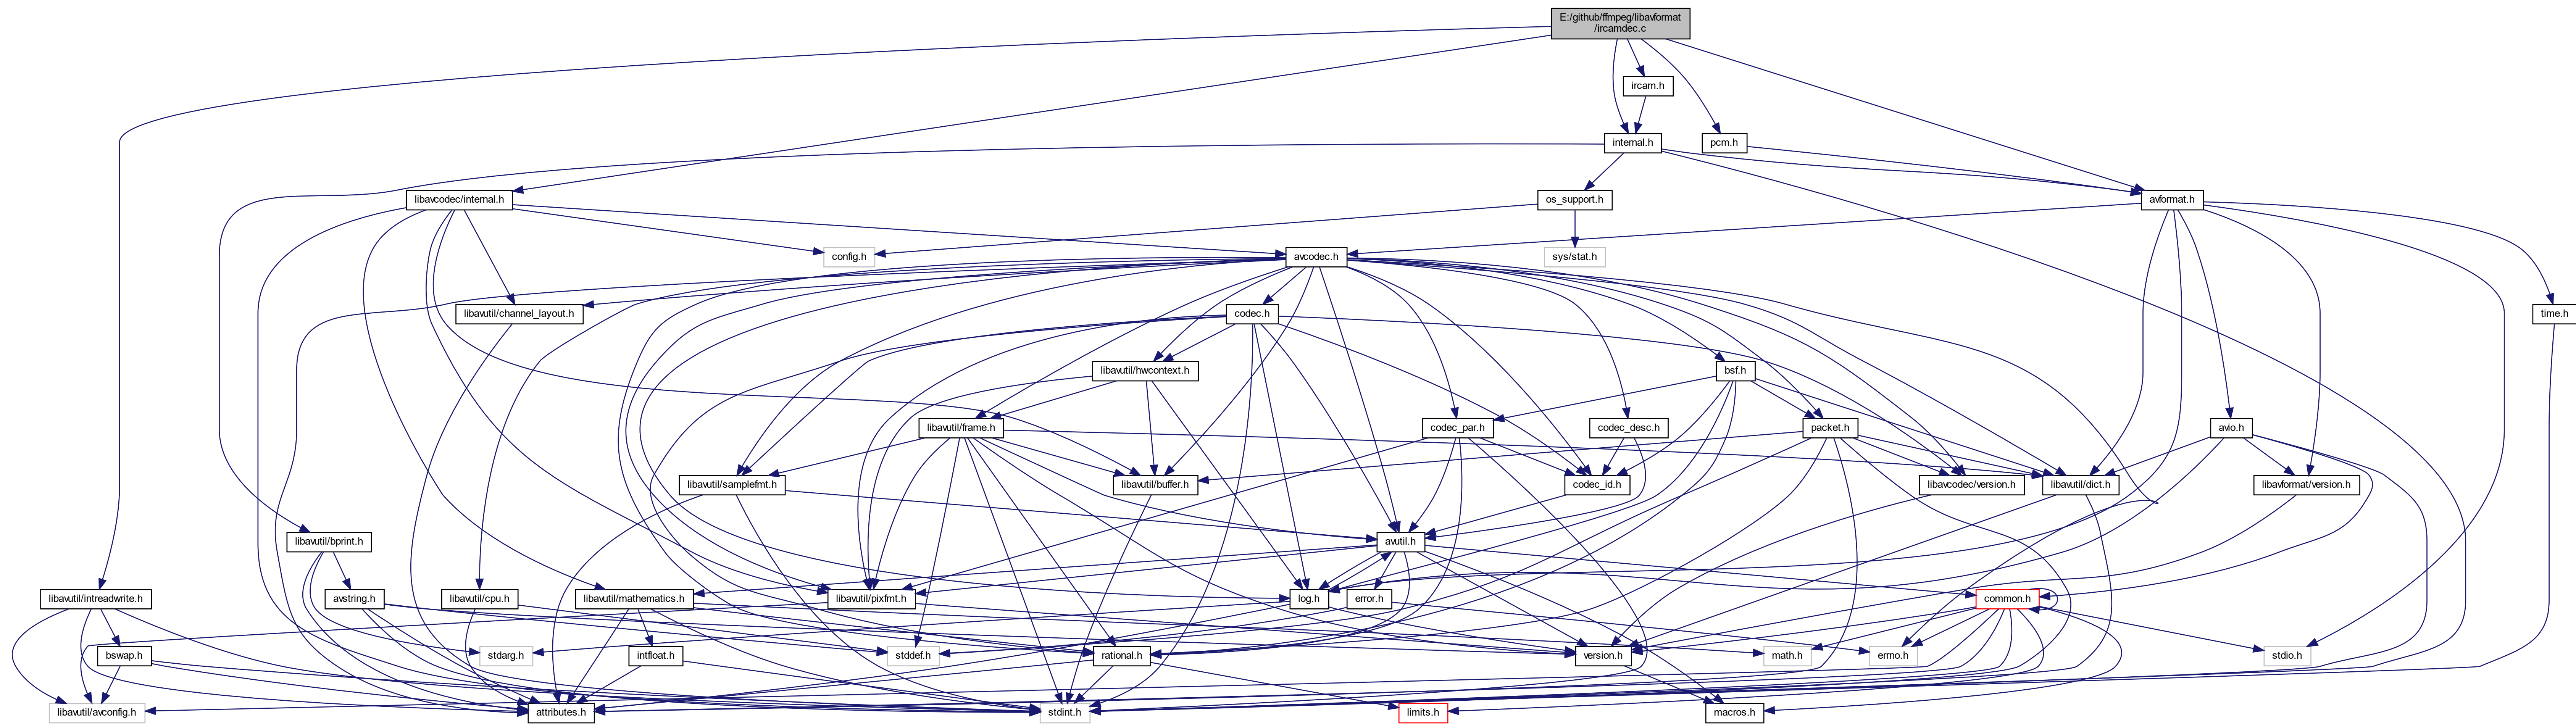 E:/github/ffmpeg/libavformat
/ircamdec.c
ircam.h
internal.h
pcm.h
libavcodec/internal.h
os_support.h
avformat.h
config.h
avcodec.h
sys/stat.h
libavutil/channel_layout.h
codec.h
time.h
libavutil/hwcontext.h
bsf.h
libavutil/frame.h
codec_par.h
codec_desc.h
packet.h
avio.h
libavutil/samplefmt.h
libavutil/buffer.h
codec_id.h
libavcodec/version.h
libavutil/dict.h
libavformat/version.h
libavutil/bprint.h
avutil.h
libavutil/intreadwrite.h
avstring.h
libavutil/cpu.h
libavutil/mathematics.h
libavutil/pixfmt.h
log.h
error.h
common.h
bswap.h
stdarg.h
intfloat.h
stddef.h
rational.h
version.h
math.h
errno.h
stdio.h
libavutil/avconfig.h
attributes.h
stdint.h
limits.h
macros.h